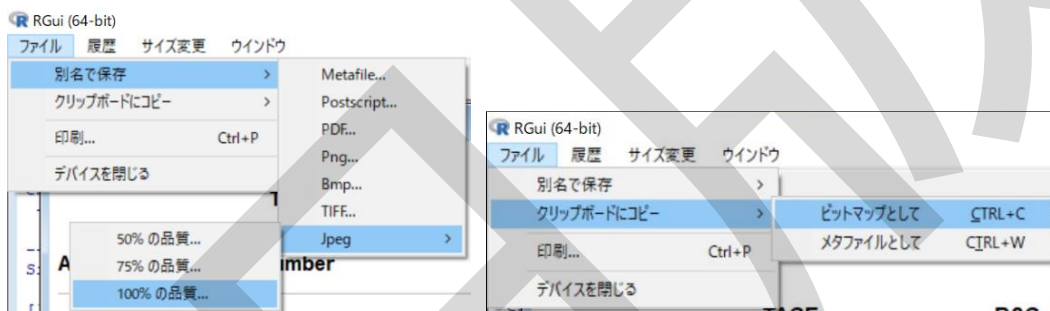 RGui (64-bit)
ファイル 履歴 サイズ変更 ウインドウ
別名で保存 >
クリップボードにコピー >
印刷... Ctrl+P
デバイスを閉じる
Metafile...
Postscript...
PDF...
Png...
Bmp...
TIFF...
Jpeg >
50% の品質...
75% の品質...
100% の品質...
RGui (64-bit)
ファイル 履歴 サイズ変更 ウインドウ
別名で保存 >
クリップボードにコピー >
印刷... Ctrl+P
デバイスを閉じる
ビットマップとして CTRL+C
メタファイルとして CTRL+W